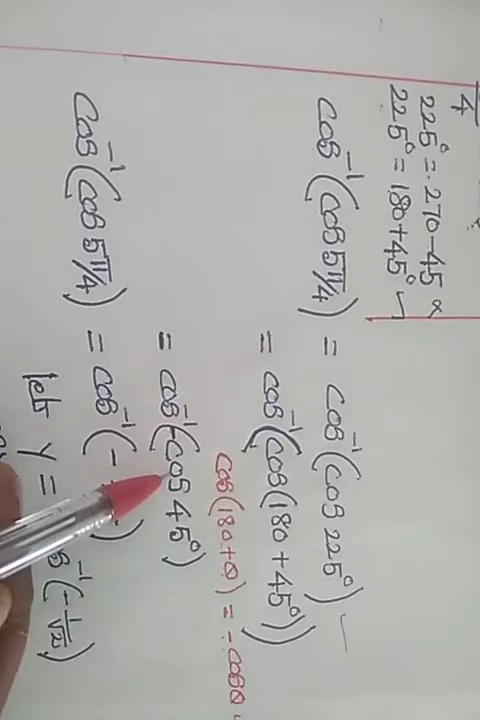 4
225° = 270-45 ×
225° = 180+45° ✓
cos⁻¹(cos 5π/4) = cos⁻¹(cos 225°)
= cos⁻¹(cos(180+45°))
cos(180+θ) = -cosθ
= cos⁻¹(-cos 45°)
cos⁻¹(cos 5π/4) = cos⁻¹(-
let y = (-1/√2)